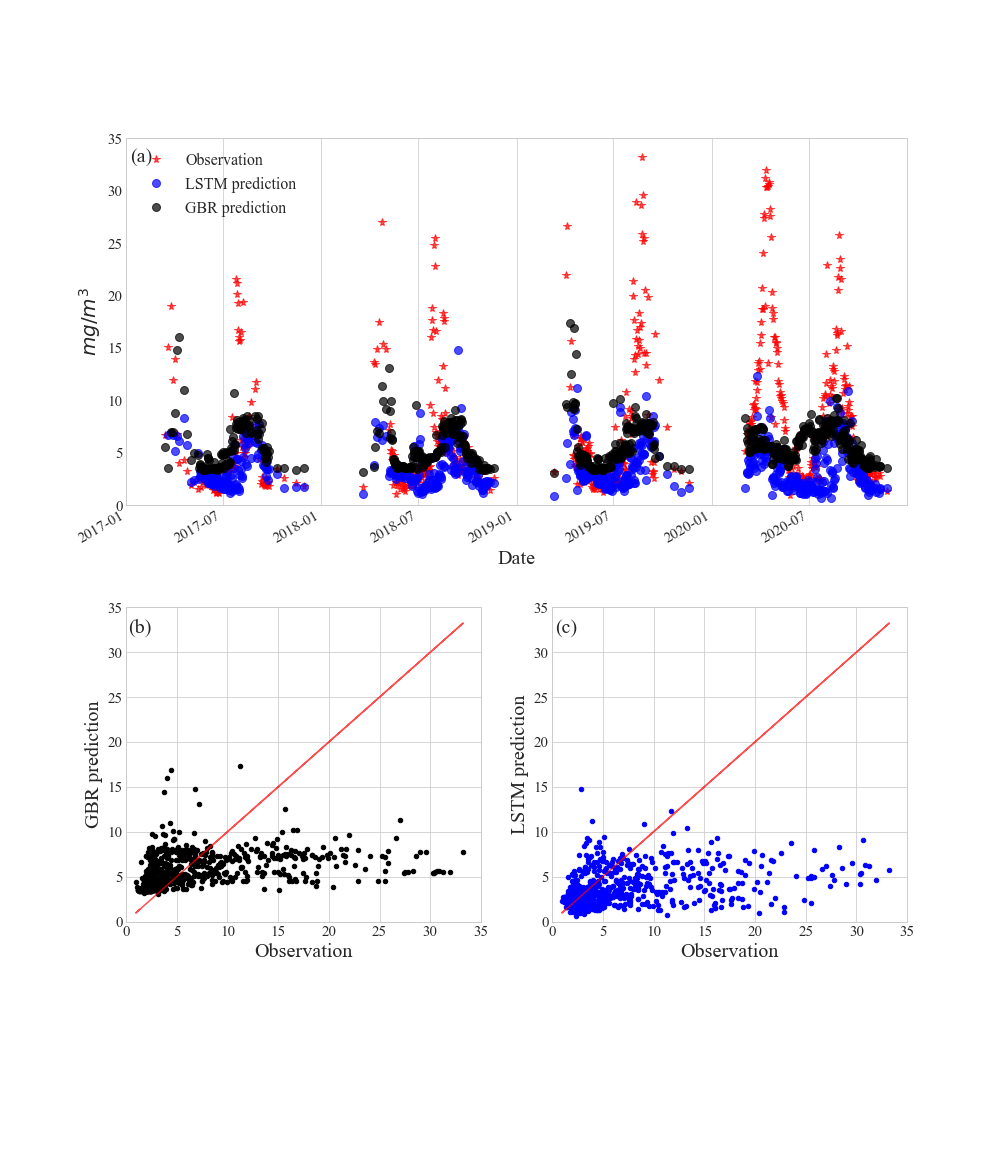 35
(a)
Observation
30
LSTM prediction
GBR prediction
25
20
mg/m³
15
10
5
0
2017-01
2017-07
2018-01
2018-07
2019-01
2019-07
2020-01
2020-07
Date
35
(b)
30
25
20
GBR prediction
15
10
5
0
0 5 10 15 20 25 30 35
Observation
35
(c)
30
25
20
LSTM prediction
15
10
5
0
0 5 10 15 20 25 30 35
Observation